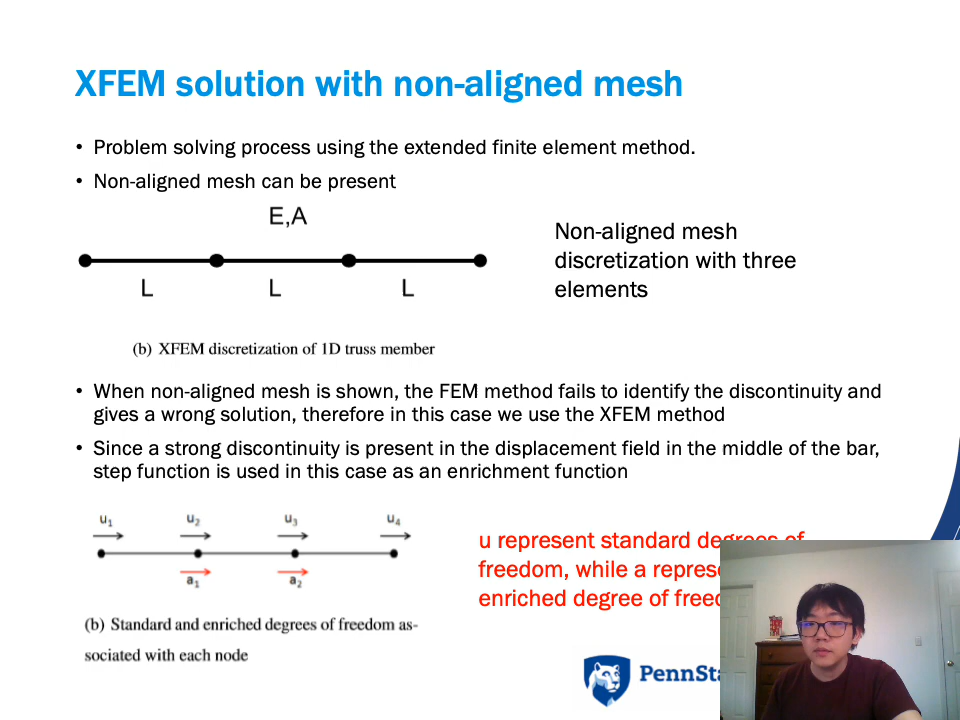 XFEM solution with non-aligned mesh
• Problem solving process using the extended finite element method.
• Non-aligned mesh can be present
E,A
L L L
Non-aligned mesh
discretization with three
elements
(b) XFEM discretization of 1D truss member
• When non-aligned mesh is shown, the FEM method fails to identify the discontinuity and
gives a wrong solution, therefore in this case we use the XFEM method
• Since a strong discontinuity is present in the displacement field in the middle of the bar,
step function is used in this case as an enrichment function
u₁ u₂ u₃ u₄
a₁ a₂
u represent standard degrees of
freedom, while a
enriched degree of
(b) Standard and enriched degrees of freedom as-
sociated with each node